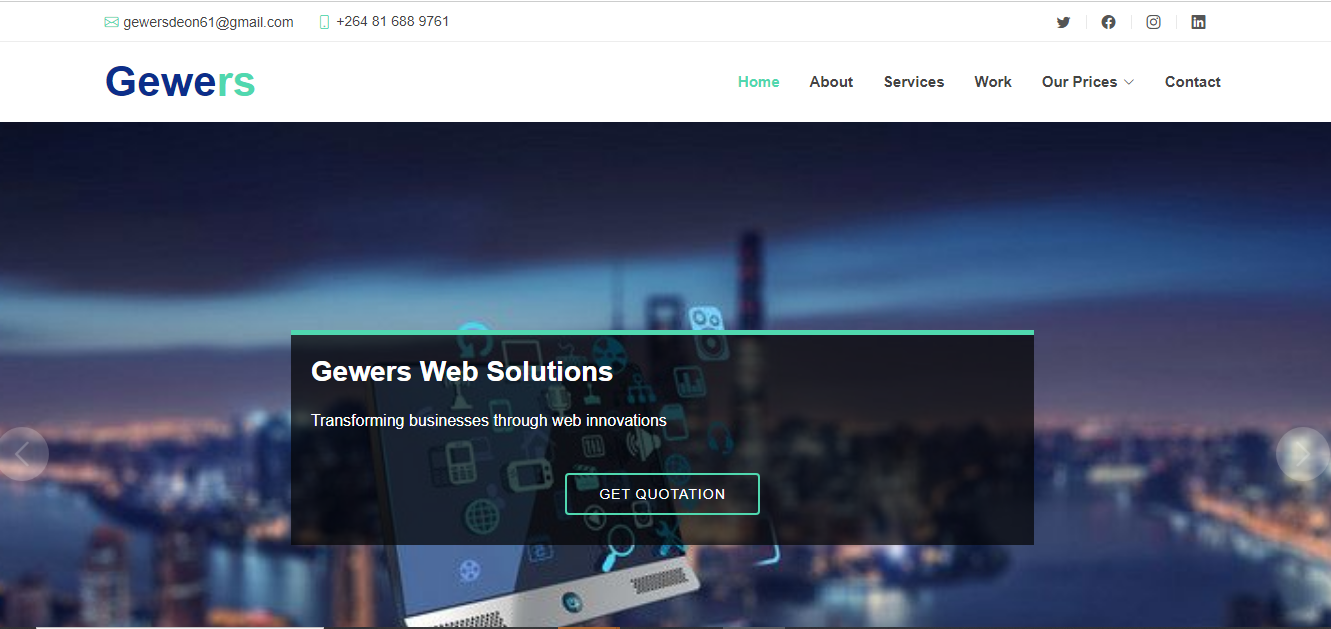 gewersdeon61@gmail.com +264 81 688 9761
Gewers
Home About Services Work Our Prices Contact
Gewers Web Solutions
Transforming businesses through web innovations
GET QUOTATION